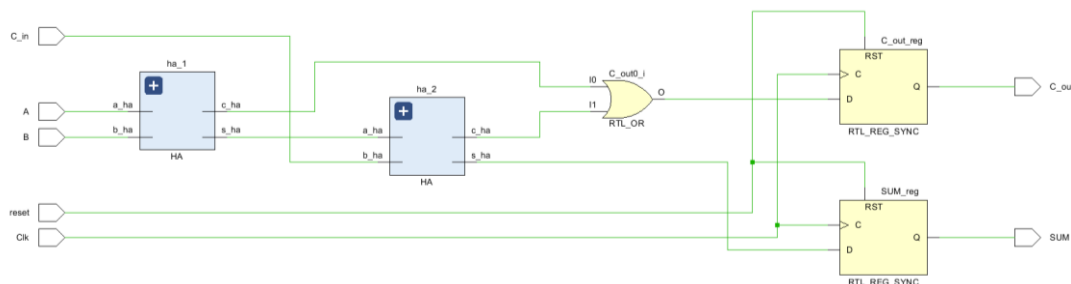 C_in
A
B
reset
Clk
ha_1
a_ha
b_ha
c_ha
s_ha
HA
ha_2
a_ha
b_ha
c_ha
s_ha
HA
C_out0_i
I0
I1
O
RTL_OR
C_out_reg
RST
C
D
Q
RTL_REG_SYNC
C_ou
SUM_reg
RST
C
D
Q
RTL_REG_SYNC
SUM